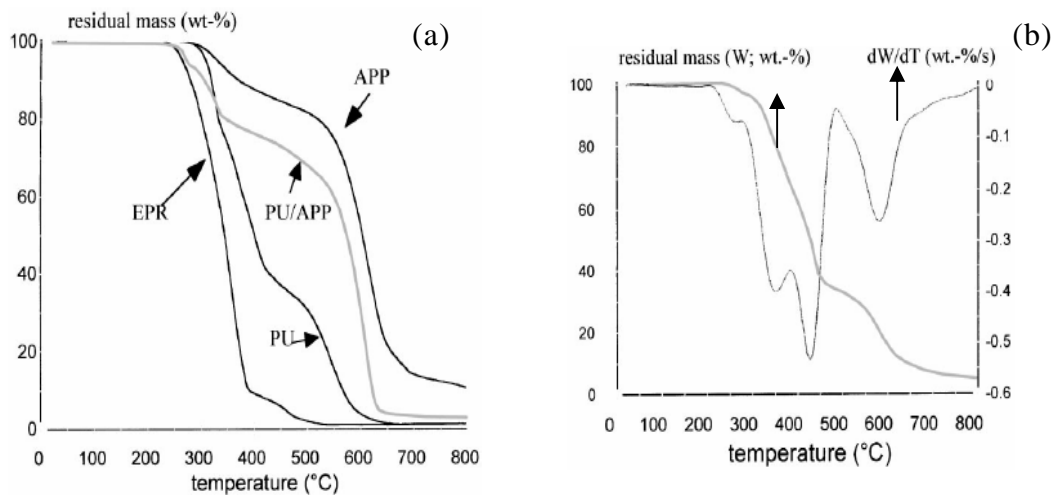 residual mass (wt-%)
(a)
100
80
60
40
20
0
APP
EPR
PU/APP
PU
0 100 200 300 400 500 600 700 800
temperature (°C)
(b)
residual mass (W; wt.-%) dW/dT (wt.-%/s)
100
80
60
40
20
0
0
-0.1
-0.2
-0.3
-0.4
-0.5
-0.6
0 100 200 300 400 500 600 700 800
temperature (°C)